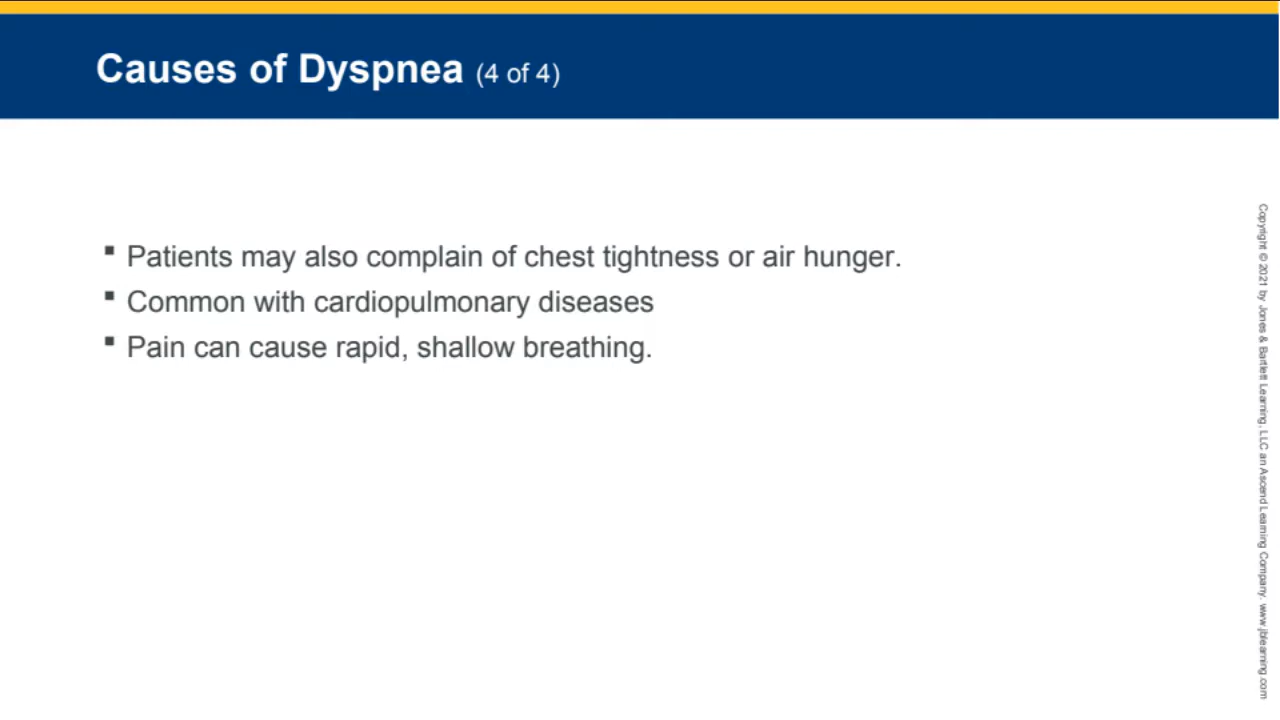 Causes of Dyspnea (4 of 4)
▪ Patients may also complain of chest tightness or air hunger.
▪ Common with cardiopulmonary diseases
▪ Pain can cause rapid, shallow breathing.
Copyright © 2021 by Jones & Bartlett Learning, LLC an Ascend Learning Company. www.jblearning.com